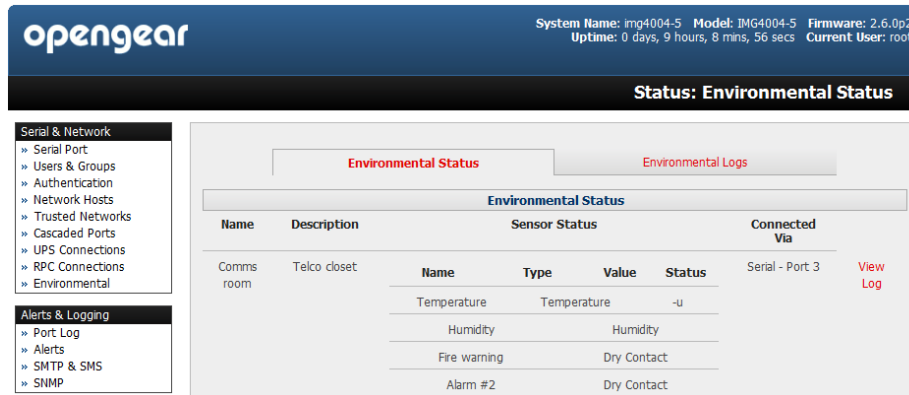 opengear
System Name: img4004-5 Model: IMG4004-5 Firmware: 2.6.0p2
Uptime: 0 days, 9 hours, 8 mins, 56 secs Current User: root
Status: Environmental Status
Serial & Network
» Serial Port
» Users & Groups
» Authentication
» Network Hosts
» Trusted Networks
» Cascaded Ports
» UPS Connections
» RPC Connections
» Environmental
Alerts & Logging
» Port Log
» Alerts
» SMTP & SMS
» SNMP
Environmental Status Environmental Logs
Environmental Status
Name Description Sensor Status Connected
Via
Comms Telco closet Name Type Value Status Serial - Port 3 View
room Log
Temperature Temperature -u
Humidity Humidity
Fire warning Dry Contact
Alarm #2 Dry Contact